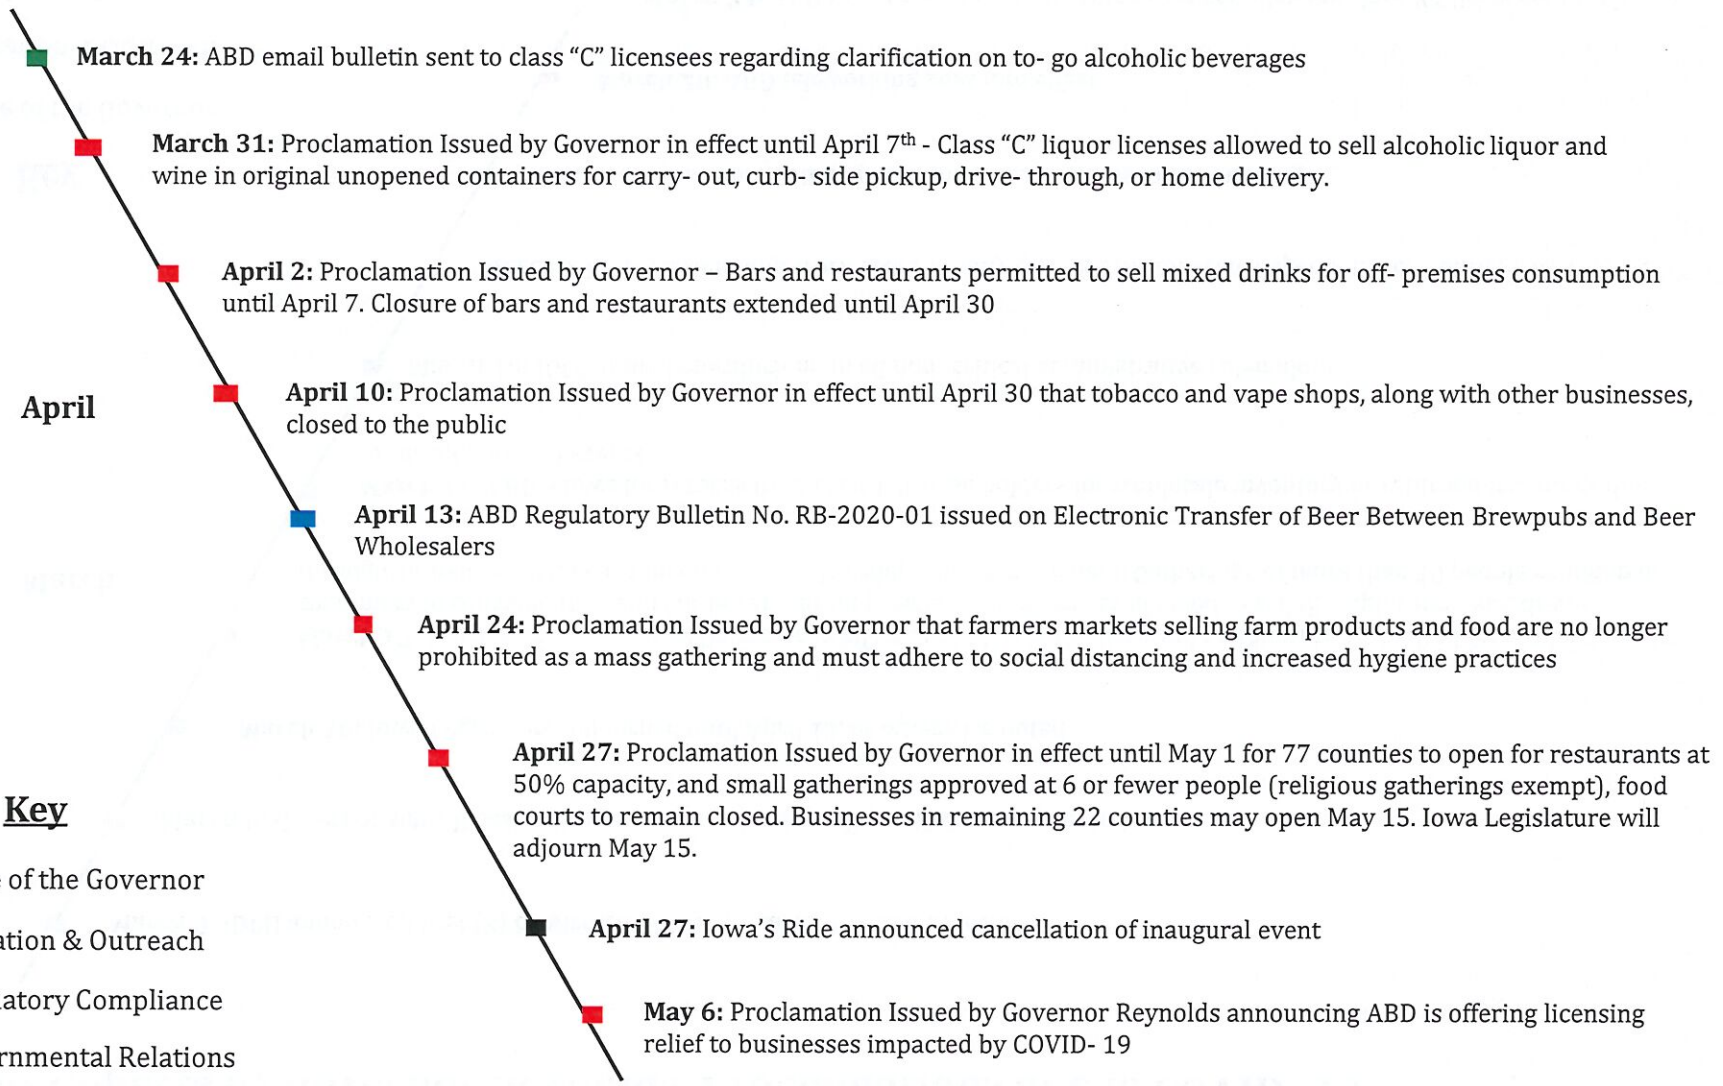 March 24: ABD email bulletin sent to class “C” licensees regarding clarification on to- go alcoholic beverages
March 31: Proclamation Issued by Governor in effect until April 7th - Class “C” liquor licenses allowed to sell alcoholic liquor and
wine in original unopened containers for carry- out, curb- side pickup, drive- through, or home delivery.
April 2: Proclamation Issued by Governor – Bars and restaurants permitted to sell mixed drinks for off- premises consumption
until April 7. Closure of bars and restaurants extended until April 30
April
April 10: Proclamation Issued by Governor in effect until April 30 that tobacco and vape shops, along with other businesses,
closed to the public
April 13: ABD Regulatory Bulletin No. RB-2020-01 issued on Electronic Transfer of Beer Between Brewpubs and Beer
Wholesalers
April 24: Proclamation Issued by Governor that farmers markets selling farm products and food are no longer
prohibited as a mass gathering and must adhere to social distancing and increased hygiene practices
April 27: Proclamation Issued by Governor in effect until May 1 for 77 counties to open for restaurants at
50% capacity, and small gatherings approved at 6 or fewer people (religious gatherings exempt), food
courts to remain closed. Businesses in remaining 22 counties may open May 15. Iowa Legislature will
adjourn May 15.
April 27: Iowa’s Ride announced cancellation of inaugural event
May 6: Proclamation Issued by Governor Reynolds announcing ABD is offering licensing
relief to businesses impacted by COVID- 19
Key
of the Governor
ation & Outreach
latory Compliance
rnmental Relations